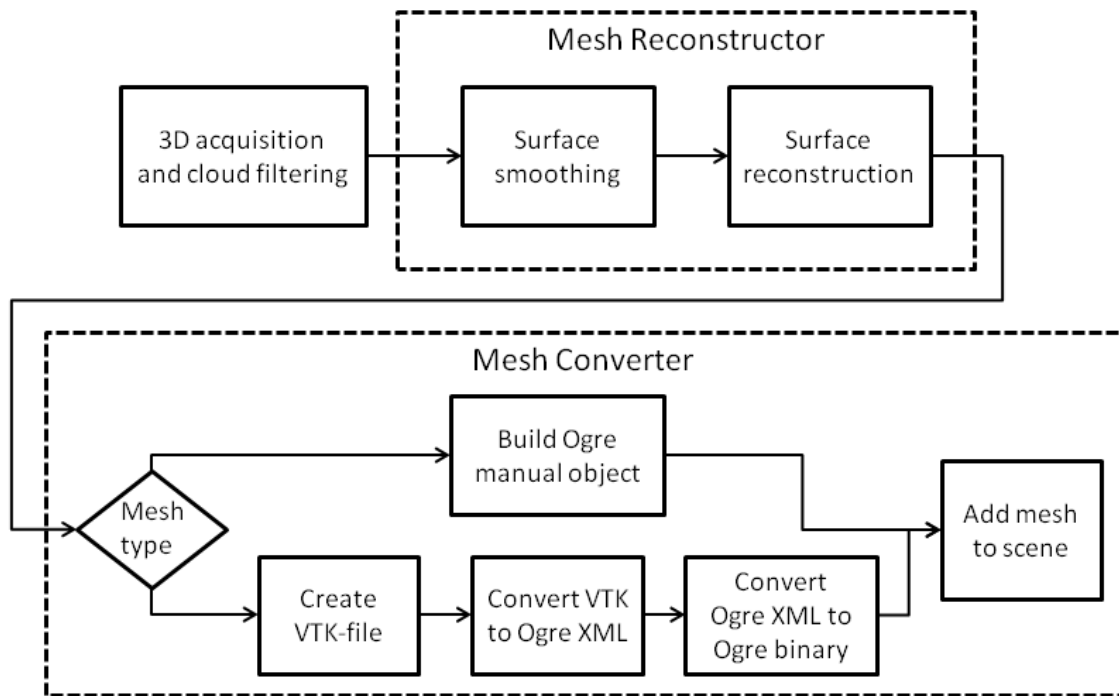 Mesh Reconstructor
3D acquisition
and cloud filtering
Surface
smoothing
Surface
reconstruction
Mesh Converter
Build Ogre
manual object
Mesh
type
Add mesh
to scene
Create
VTK-file
Convert VTK
to Ogre XML
Convert
Ogre XML to
Ogre binary